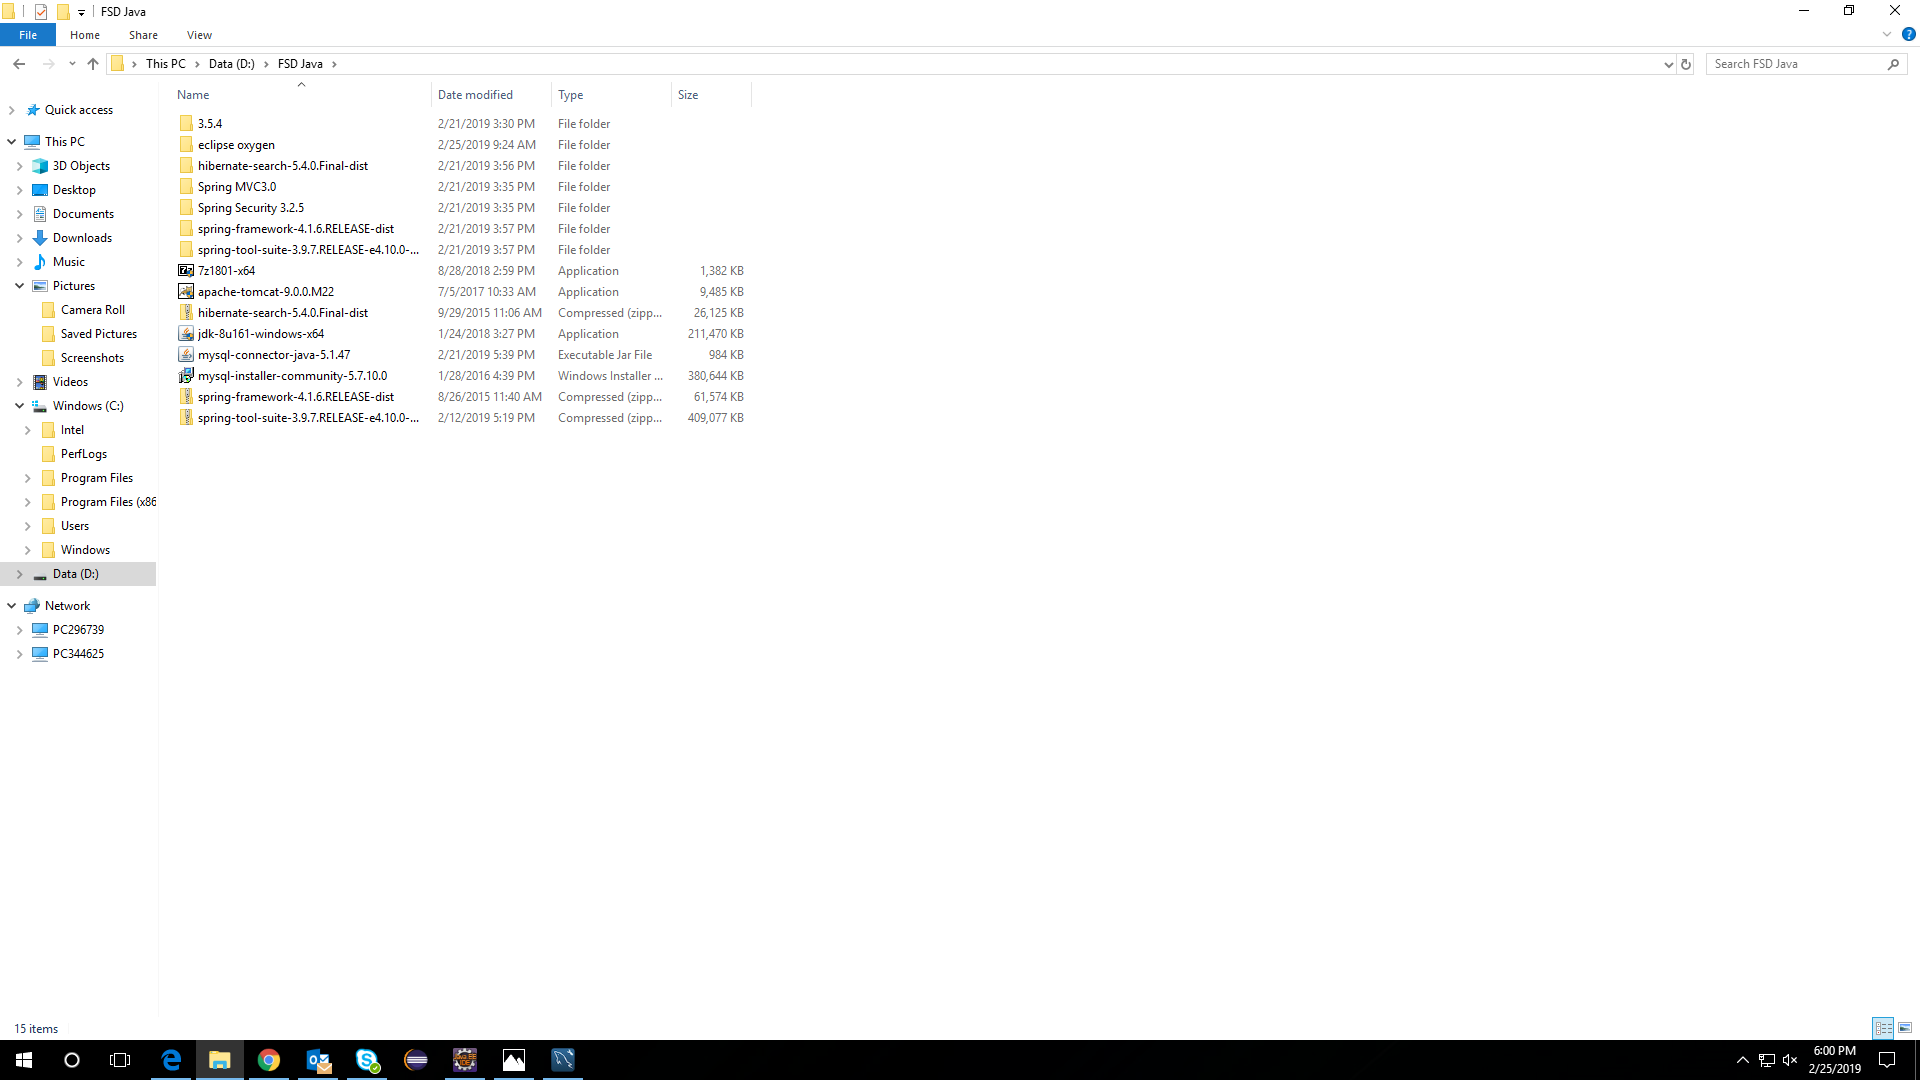 FSD Java
File Home Share View
This PC Data (D:) FSD Java
Search FSD Java
Name Date modified Type Size
Quick access
This PC
3D Objects
Desktop
Documents
Downloads
Music
Pictures
Camera Roll
Saved Pictures
Screenshots
Videos
Windows (C:)
Intel
PerfLogs
Program Files
Program Files (x86
Users
Windows
Data (D:)
Network
PC296739
PC344625
3.5.4 2/21/2019 3:30 PM File folder
eclipse oxygen 2/25/2019 9:24 AM File folder
hibernate-search-5.4.0.Final-dist 2/21/2019 3:56 PM File folder
Spring MVC3.0 2/21/2019 3:35 PM File folder
Spring Security 3.2.5 2/21/2019 3:35 PM File folder
spring-framework-4.1.6.RELEASE-dist 2/21/2019 3:57 PM File folder
spring-tool-suite-3.9.7.RELEASE-e4.10.0-... 2/21/2019 3:57 PM File folder
7z1801-x64 8/28/2018 2:59 PM Application 1,382 KB
apache-tomcat-9.0.0.M22 7/5/2017 10:33 AM Application 9,485 KB
hibernate-search-5.4.0.Final-dist 9/29/2015 11:06 AM Compressed (zipp... 26,125 KB
jdk-8u161-windows-x64 1/24/2018 3:27 PM Application 211,470 KB
mysql-connector-java-5.1.47 2/21/2019 5:39 PM Executable Jar File 984 KB
mysql-installer-community-5.7.10.0 1/28/2016 4:39 PM Windows Installer ... 380,644 KB
spring-framework-4.1.6.RELEASE-dist 8/26/2015 11:40 AM Compressed (zipp... 61,574 KB
spring-tool-suite-3.9.7.RELEASE-e4.10.0-... 2/12/2019 5:19 PM Compressed (zipp... 409,077 KB
15 items
6:00 PM
2/25/2019